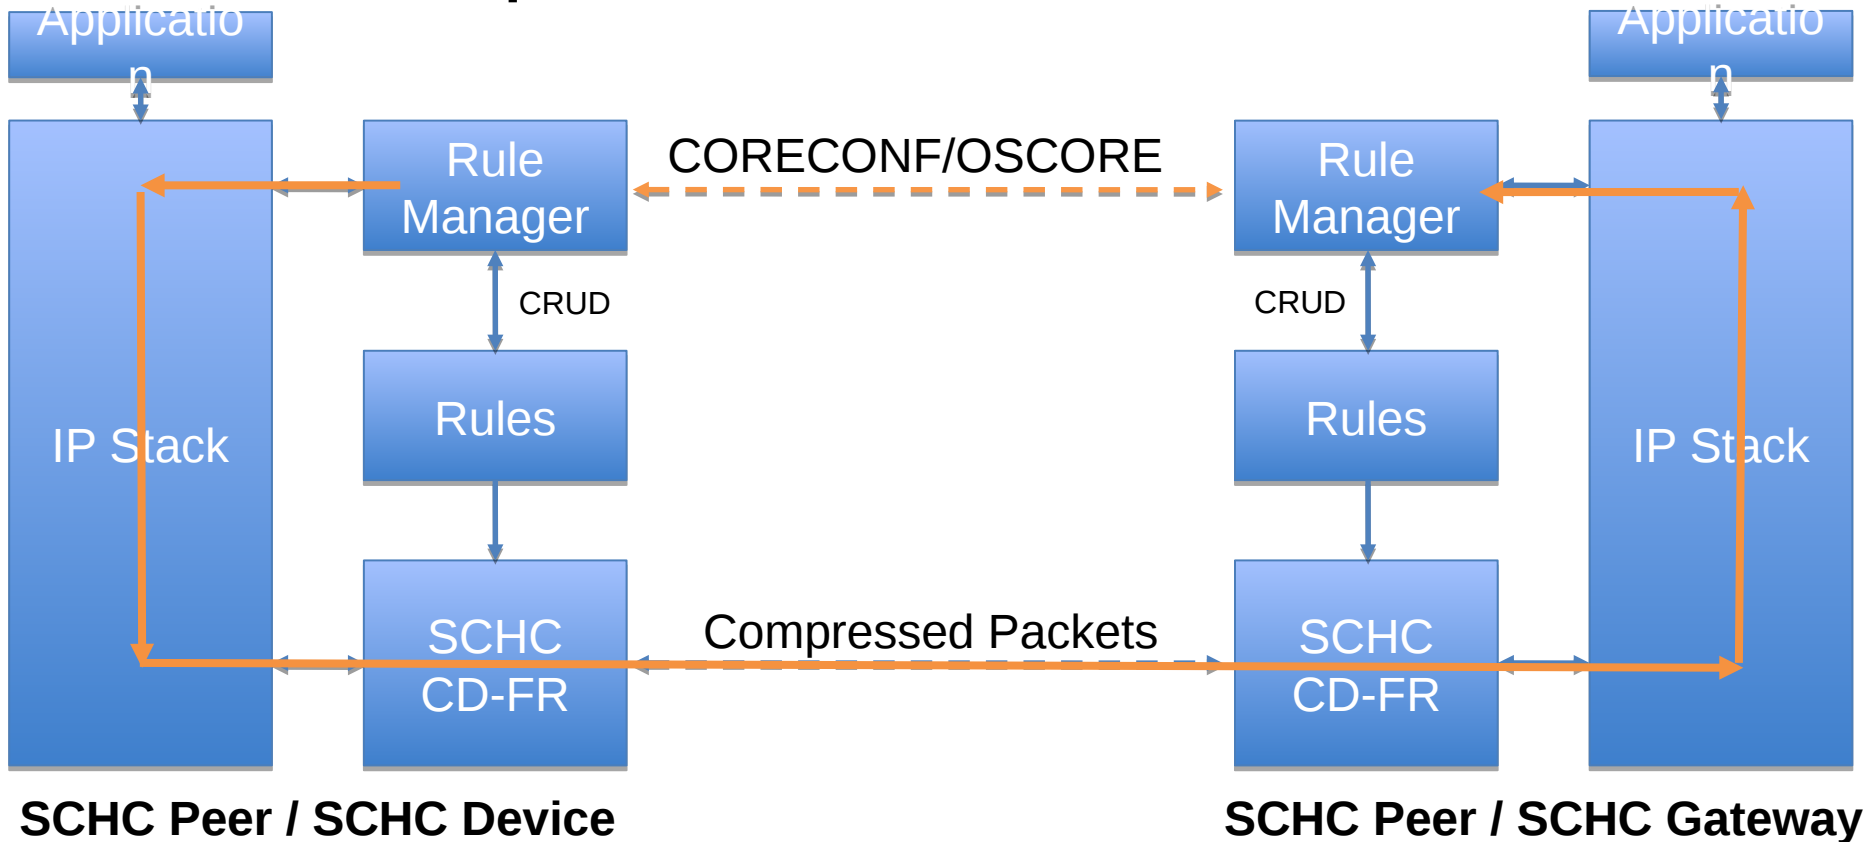 Applicatio
n
Applicatio
n
Rule
Manager
CORECONF/OSCORE
Rule
Manager
CRUD
CRUD
IP Stack
Rules
Rules
IP Stack
SCHC
CD-FR
Compressed Packets
SCHC
CD-FR
SCHC Peer / SCHC Device
SCHC Peer / SCHC Gateway